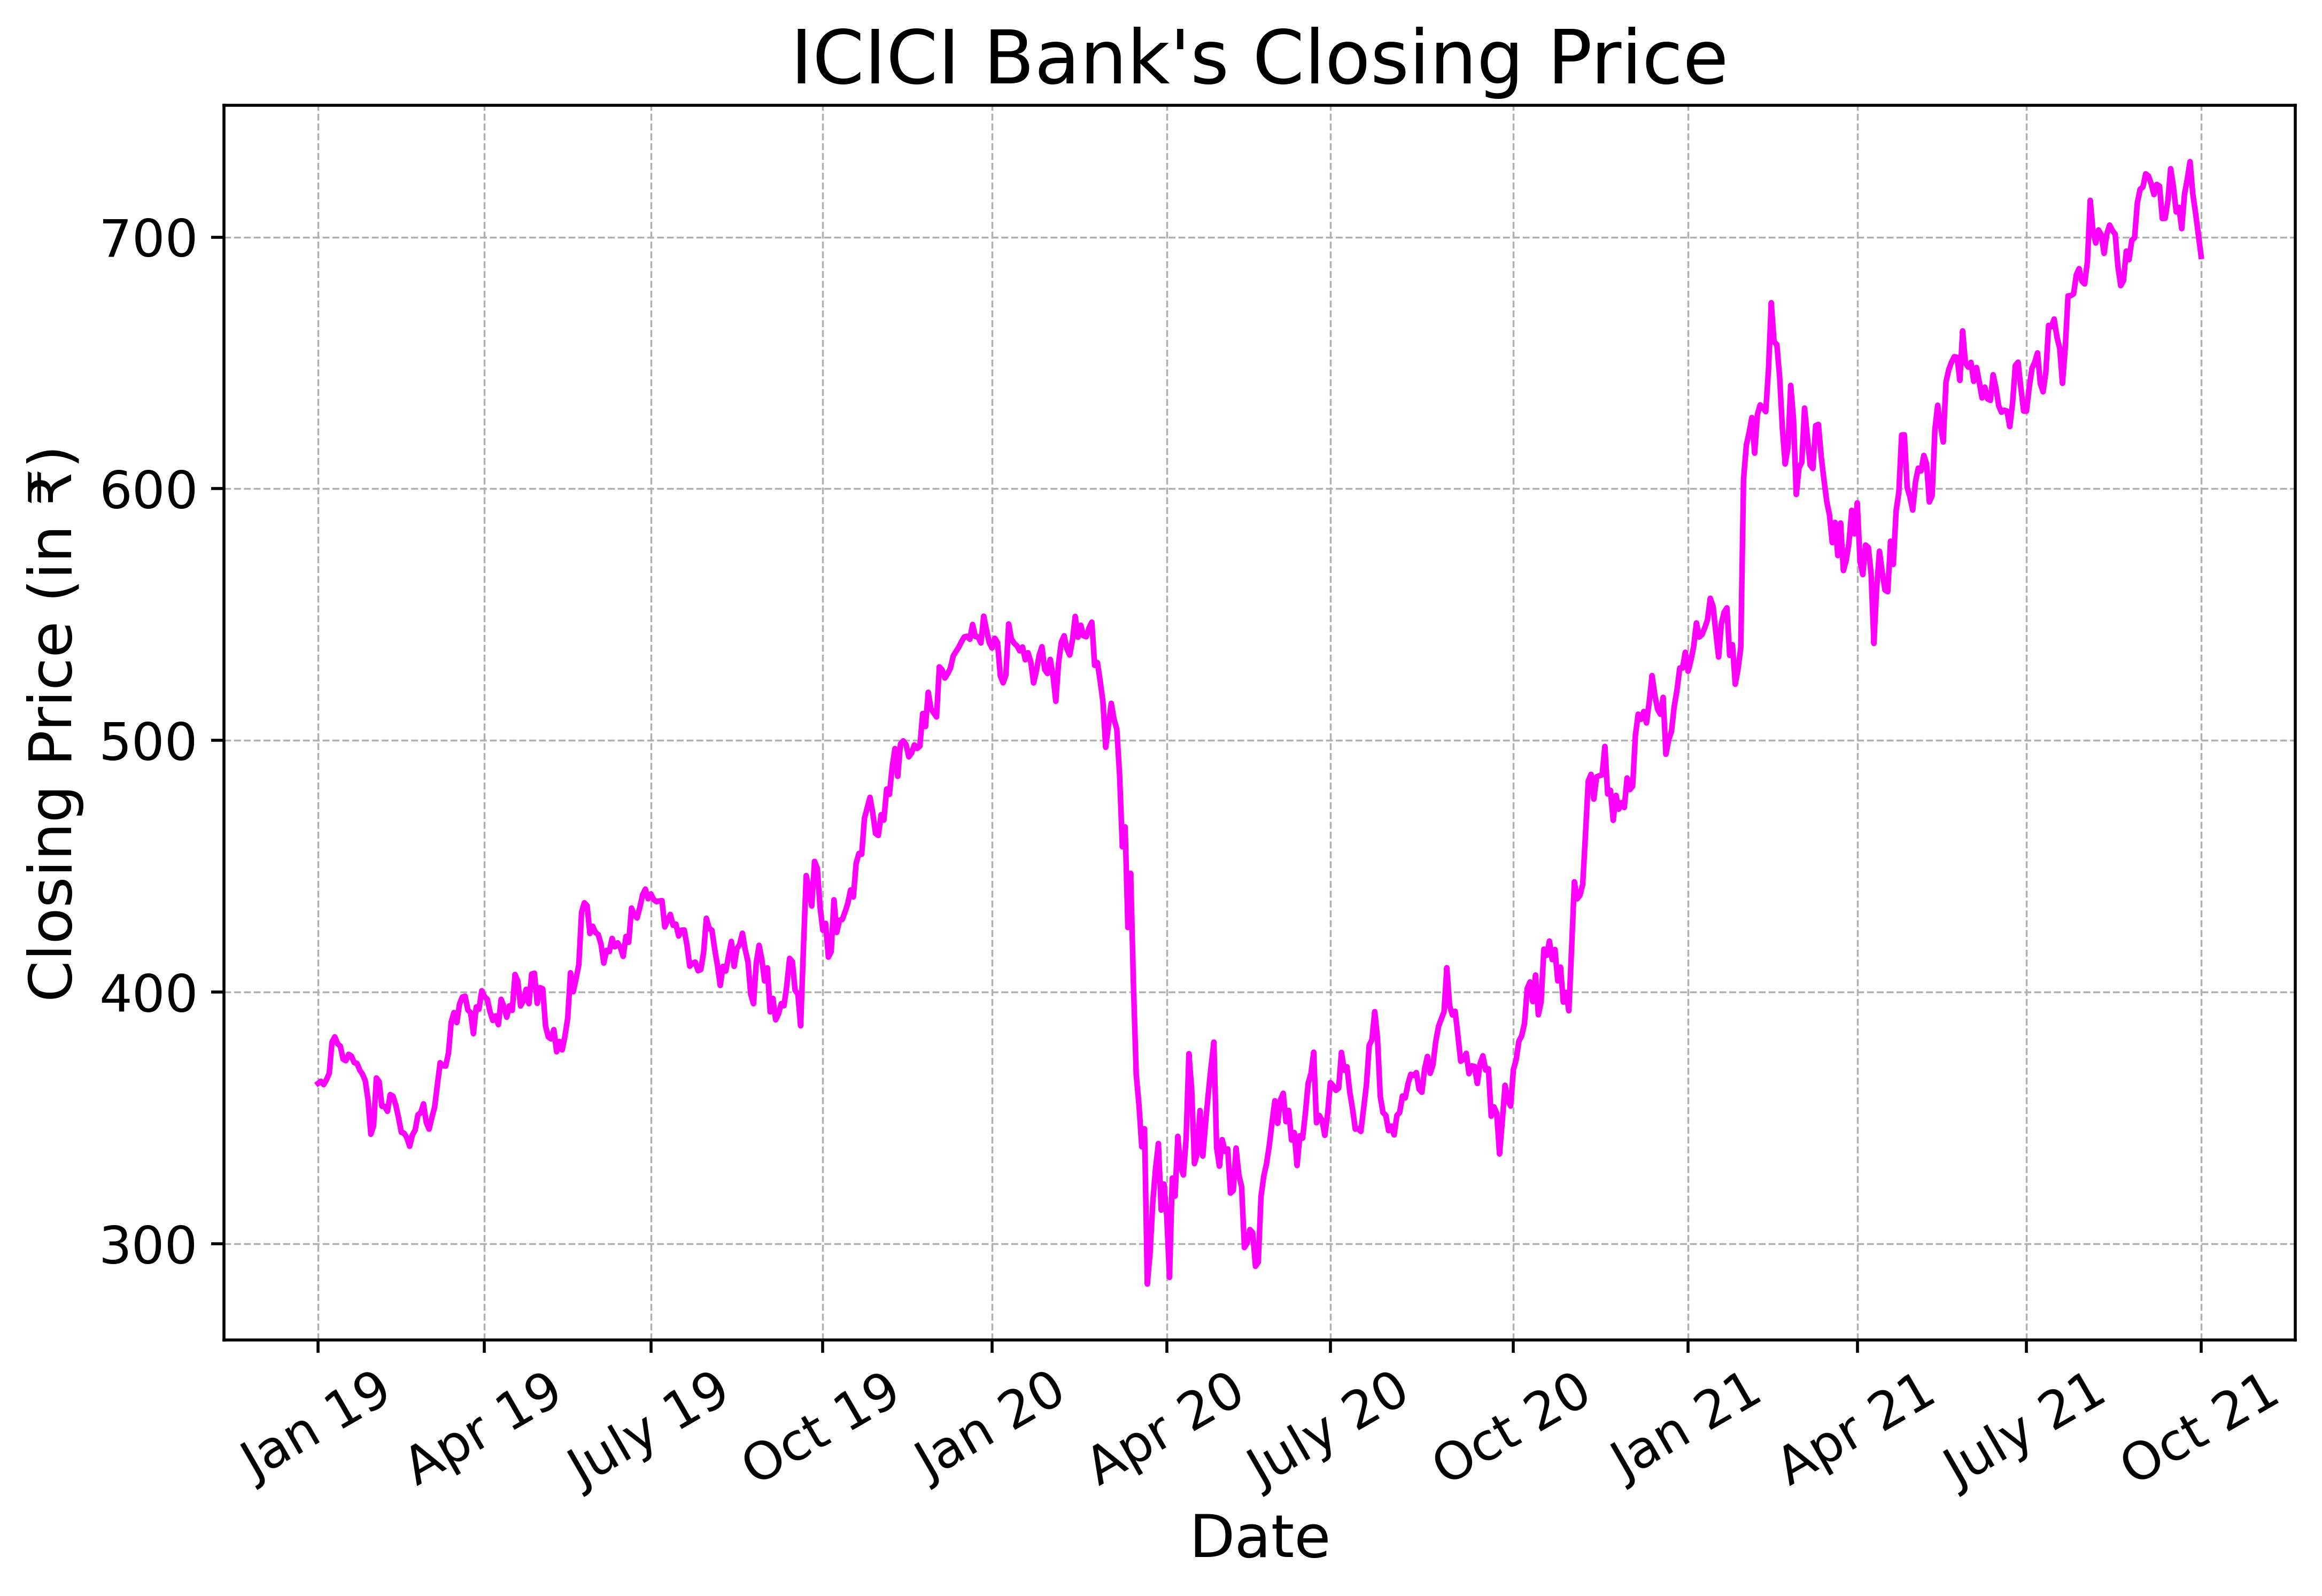 ICICI Bank's Closing Price
Closing Price (in ₹)
700
600
500
400
300
Jan 19
Apr 19
July 19
Oct 19
Jan 20
Apr 20
July 20
Oct 20
Jan 21
Apr 21
July 21
Oct 21
Date